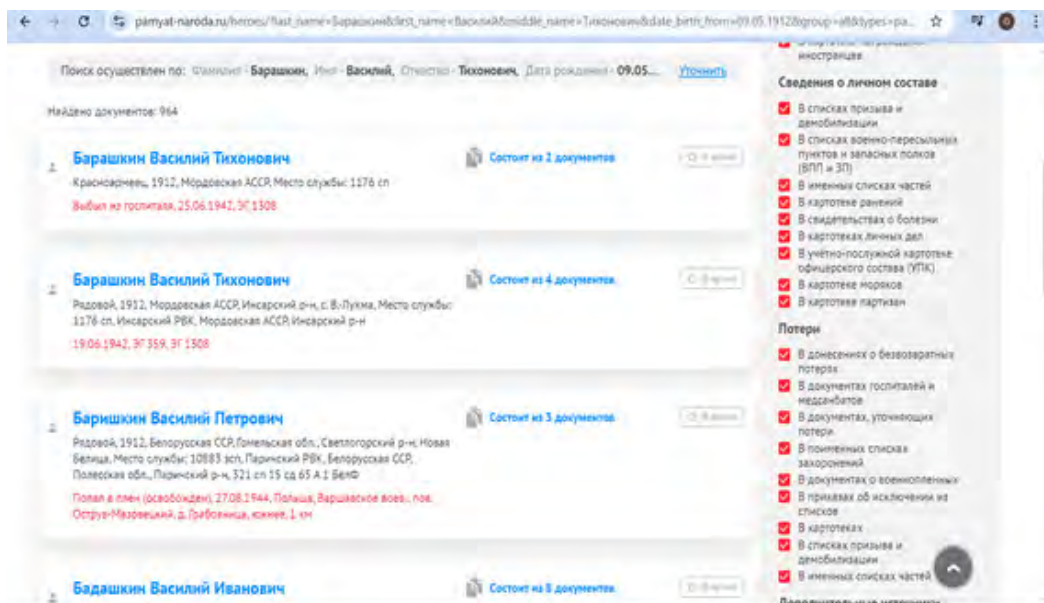 pamyat-naroda.ru/heroes/?last_name=Барашкин&first_name=Василий&middle_name=Тихонович&date_birth_from=09.05.1912&group=all&types=pa...
иностранцев
Поиск осуществлен по: Фамилия - Барашкин, Имя - Василий, Отчество - Тихонович, Дата рождения - 09.05.... Уточнить
Сведения о личном составе
Найдено документов: 964
В списках призыва и
демобилизации
В списках военно-пересыльных
пунктов и запасных полков
(ВПП и ЗП)
В именных списках частей
В картотеке ранений
В свидетельствах о болезни
В картотеках личных дел
В учётно-послужной картотеке
офицерского состава (УПК)
В картотеке моряков
В картотеке партизан
Барашкин Василий Тихонович
Состоит из 2 документов
Красноармеец, 1912, Мордовская АССР, Место службы: 1176 сп
Выбыл из госпиталя, 25.06.1942, ЭГ 1308
Барашкин Василий Тихонович
Состоит из 4 документов
Рядовой, 1912, Мордовская АССР, Инсарский р-н, с. В.-Лухма, Место службы:
1176 сп, Инсарский РВК, Мордовская АССР, Инсарский р-н
19.06.1942, ЭГ 359, ЭГ 1308
Потери
В донесениях о безвозвратных
потерях
В документах госпиталей и
медсанбатов
В документах, уточняющих
потери
В поименных списках
захоронений
В документах о военнопленных
В приказах об исключении из
списков
В картотеках
В списках призыва и
демобилизации
В именных списках частей
Баришкин Василий Петрович
Состоит из 3 документов
Рядовой, 1912, Белорусская ССР, Гомельская обл., Светлогорский р-н, Новая
Белица, Место службы: 10883 зсп, Паричский РВК, Белорусская ССР,
Полесская обл., Паричский р-н, 321 сп 15 сд 65 А 1 БелФ
Попал в плен (освобожден), 27.08.1944, Польша, Варшавское воев., пов.
Острув-Мазовецкий, д. Грабовница, южнее, 1 км
Бадашкин Василий Иванович
Состоит из 8 документов
Дополнительные источники